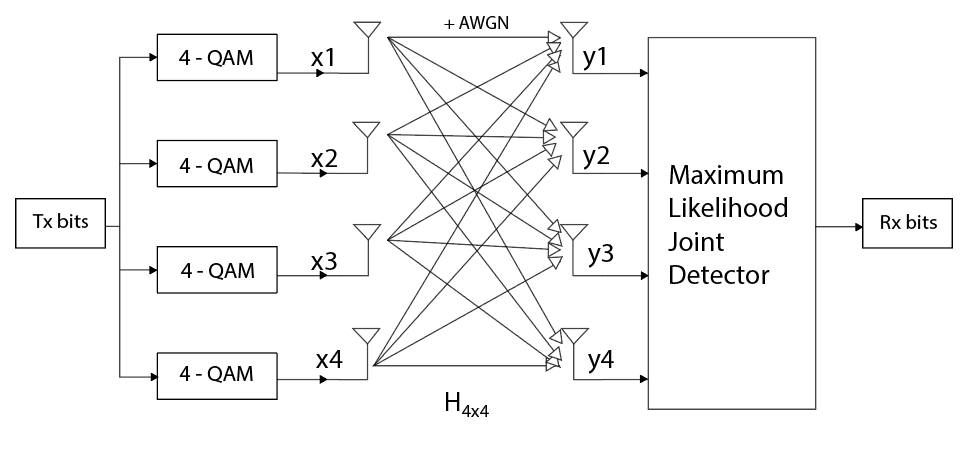 + AWGN
4 - QAM
x1
y1
4 - QAM
x2
y2
Tx bits
Maximum
Likelihood
Joint
Detector
Rx bits
4 - QAM
x3
y3
4 - QAM
x4
y4
H4x4